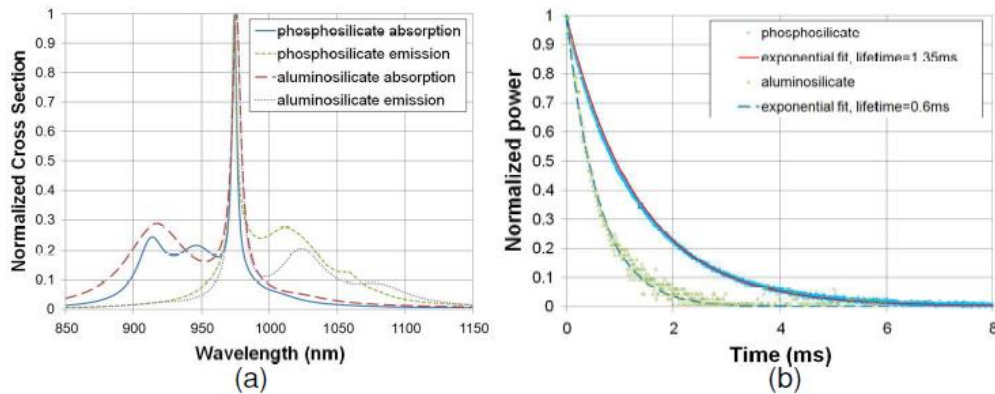 Normalized Cross Section
1
0.9
0.8
0.7
0.6
0.5
0.4
0.3
0.2
0.1
0
phosphosilicate absorption
phosphosilicate emission
aluminosilicate absorption
aluminosilicate emission
850 900 950 1000 1050 1100 1150
Wavelength (nm)
(a)
Normalized power
1
0.9
0.8
0.7
0.6
0.5
0.4
0.3
0.2
0.1
0
phosphosilicate
exponential fit, lifetime=1.35ms
aluminosilicate
exponential fit, lifetime=0.6ms
0 2 4 6 8
Time (ms)
(b)